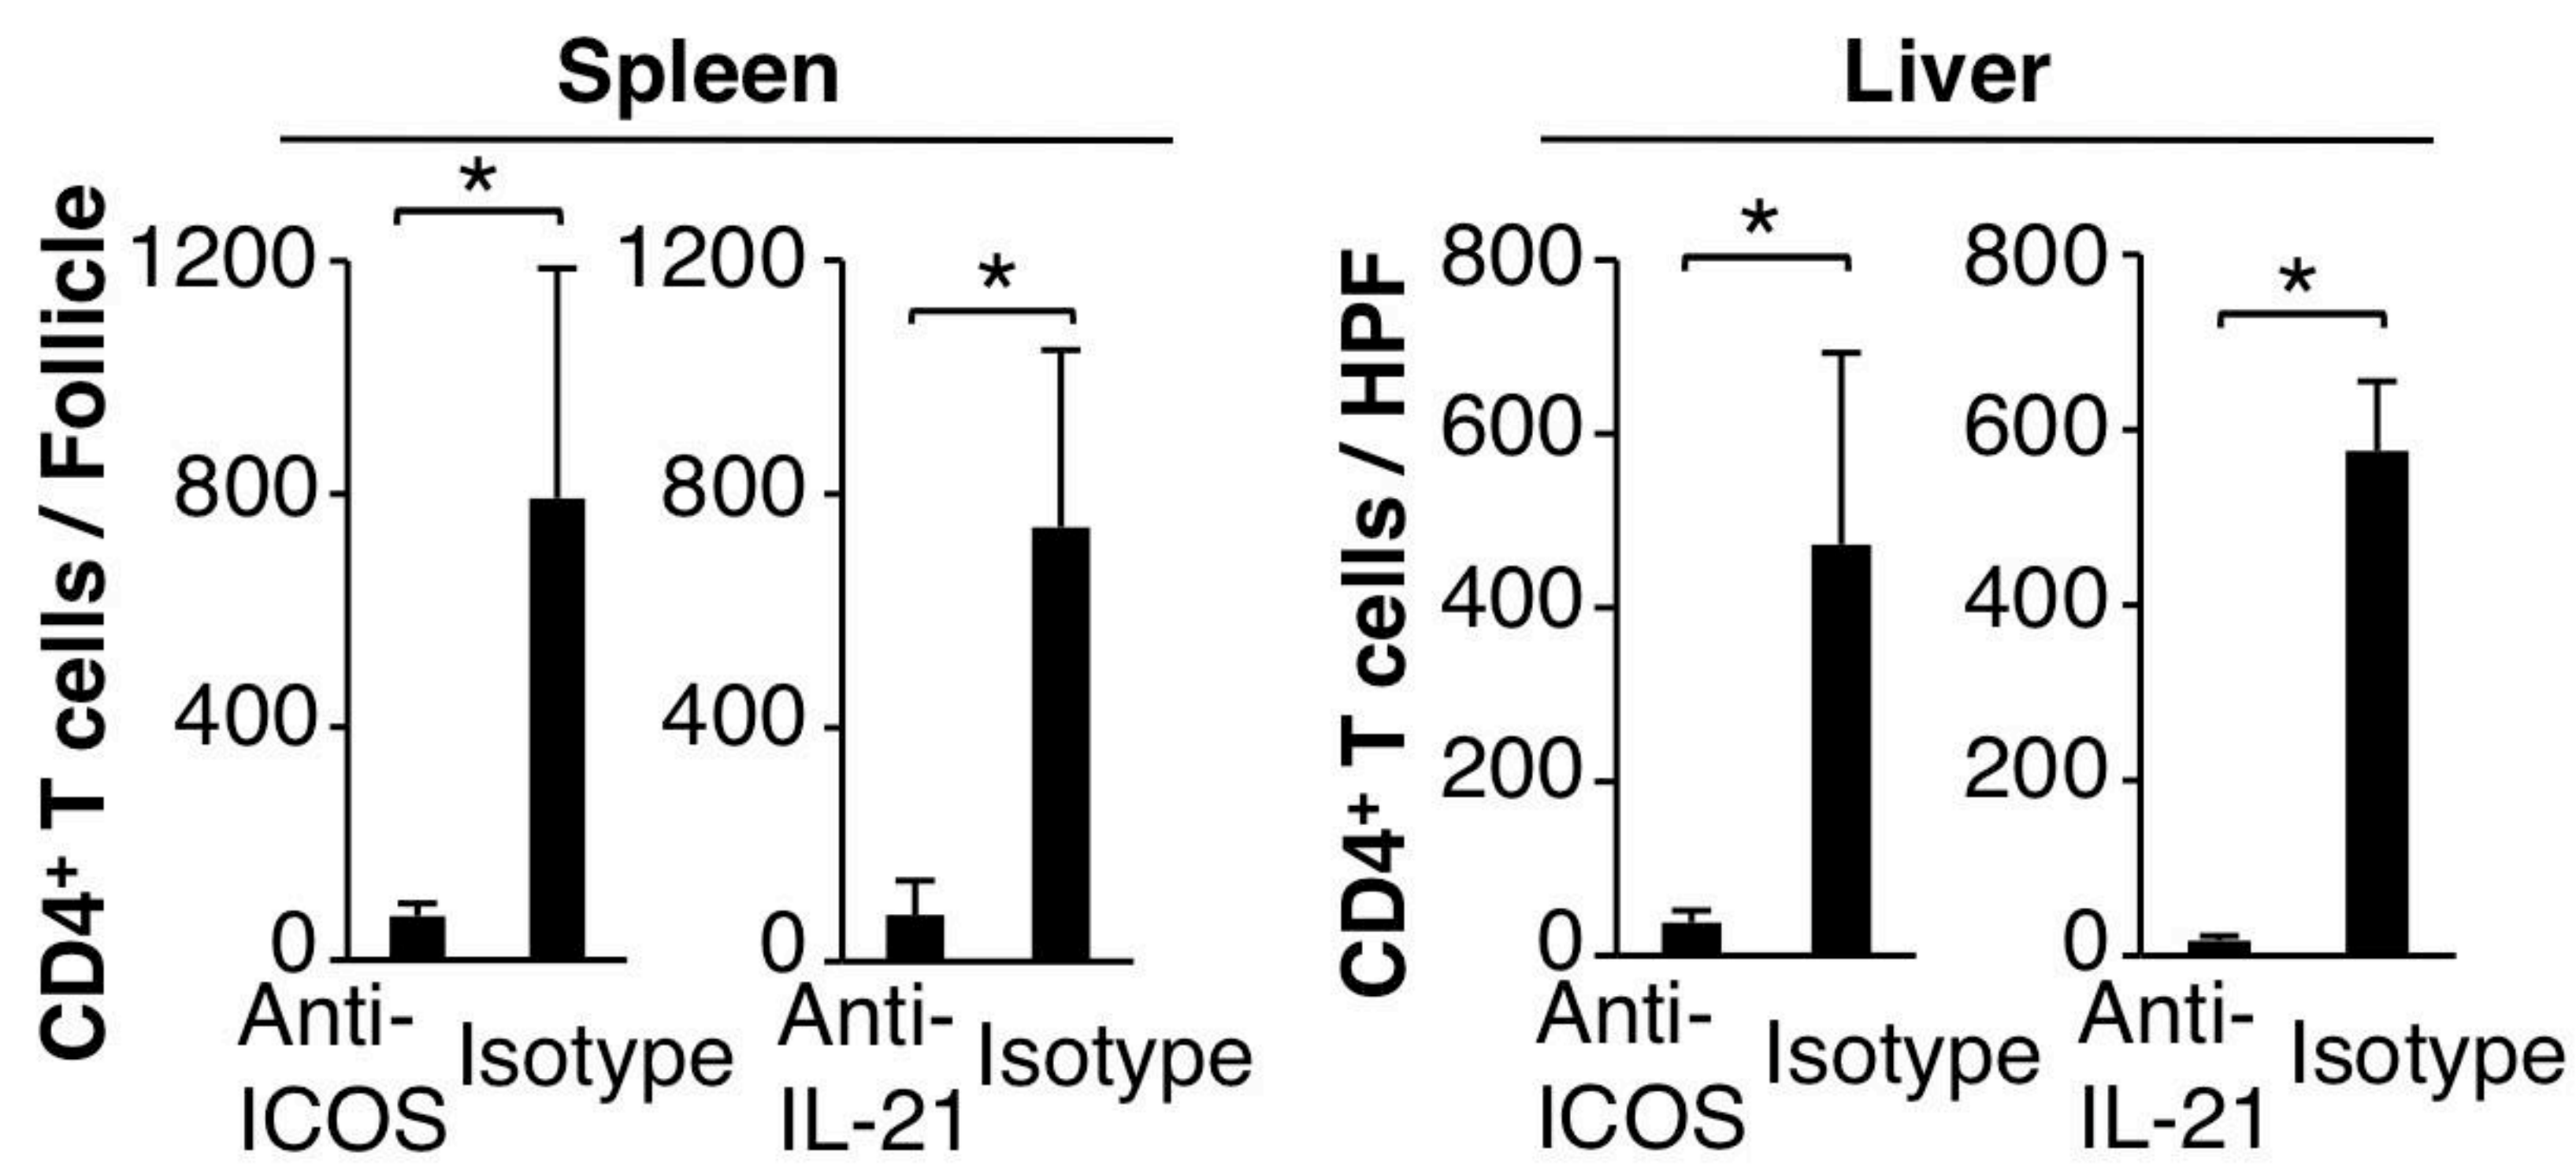 Spleen
Liver
CD4⁺ T cells / Follicle
*
1200
800
400
0
Anti-
ICOS
Isotype
*
1200
800
400
0
Anti-
IL-21
Isotype
CD4⁺ T cells / HPF
*
800
600
400
200
0
Anti-
ICOS
Isotype
*
800
600
400
200
0
Anti-
IL-21
Isotype